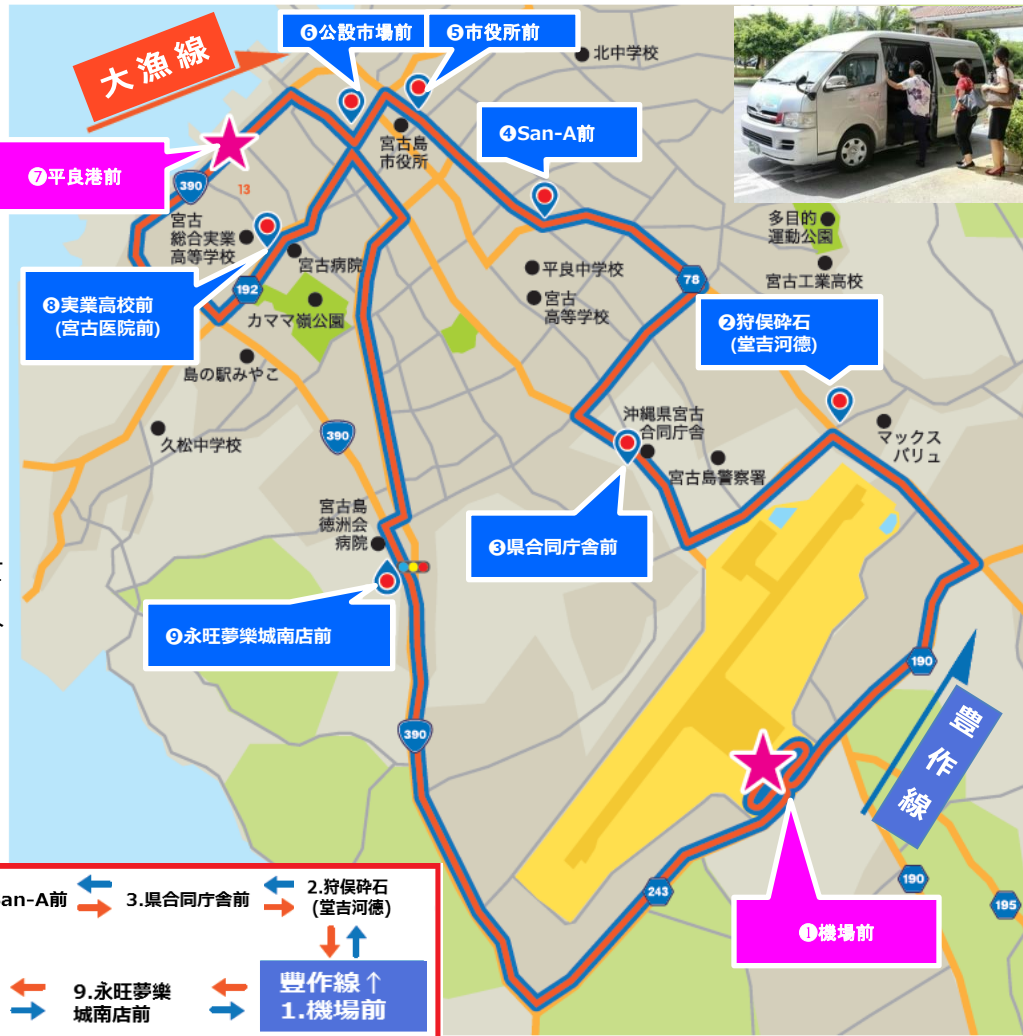 大漁線
❻公設市場前
❺市役所前
北中学校
❹San-A前
宮古島
市役所
❼平良港前
390
13
宮古
総合実業
高等学校
宮古病院
192
カママ嶺公園
❽実業高校前
(宮古医院前)
島の駅みやこ
平良中学校
宮古
高等学校
多目的
運動公園
宮古工業高校
78
❷狩俣砕石
(堂吉河徳)
久松中学校
390
沖縄県宮古
合同庁舎
宮古島警察署
マックス
バリュ
宮古島
徳洲会
病院
❸県合同庁舎前
❾永旺夢樂城南店前
190
390
豊作線
243
190
195
❶機場前
an-A前
3.県合同庁舎前
2.狩俣砕石
(堂吉河徳)
9.永旺夢樂
城南店前
豊作線↑
1.機場前